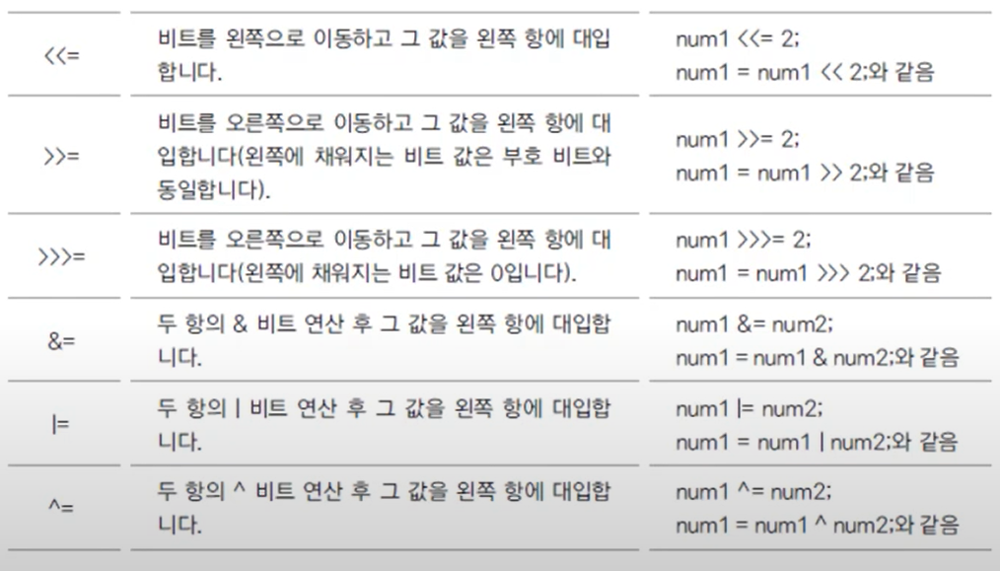 <<=
비트를 왼쪽으로 이동하고 그 값을 왼쪽 항에 대입
합니다.
num1 <<= 2;
num1 = num1 << 2;와 같음
>>=
비트를 오른쪽으로 이동하고 그 값을 왼쪽 항에 대
입합니다(왼쪽에 채워지는 비트 값은 부호 비트와
동일합니다).
num1 >>= 2;
num1 = num1 >> 2;와 같음
>>>=
비트를 오른쪽으로 이동하고 그 값을 왼쪽 항에 대
입합니다(왼쪽에 채워지는 비트 값은 0입니다).
num1 >>>= 2;
num1 = num1 >>> 2;와 같음
&=
두 항의 & 비트 연산 후 그 값을 왼쪽 항에 대입합
니다.
num1 &= num2;
num1 = num1 & num2;와 같음
|=
두 항의 | 비트 연산 후 그 값을 왼쪽 항에 대입합
니다.
num1 |= num2;
num1 = num1 | num2;와 같음
^=
두 항의 ^ 비트 연산 후 그 값을 왼쪽 항에 대입합
니다.
num1 ^= num2;
num1 = num1 ^ num2;와 같음